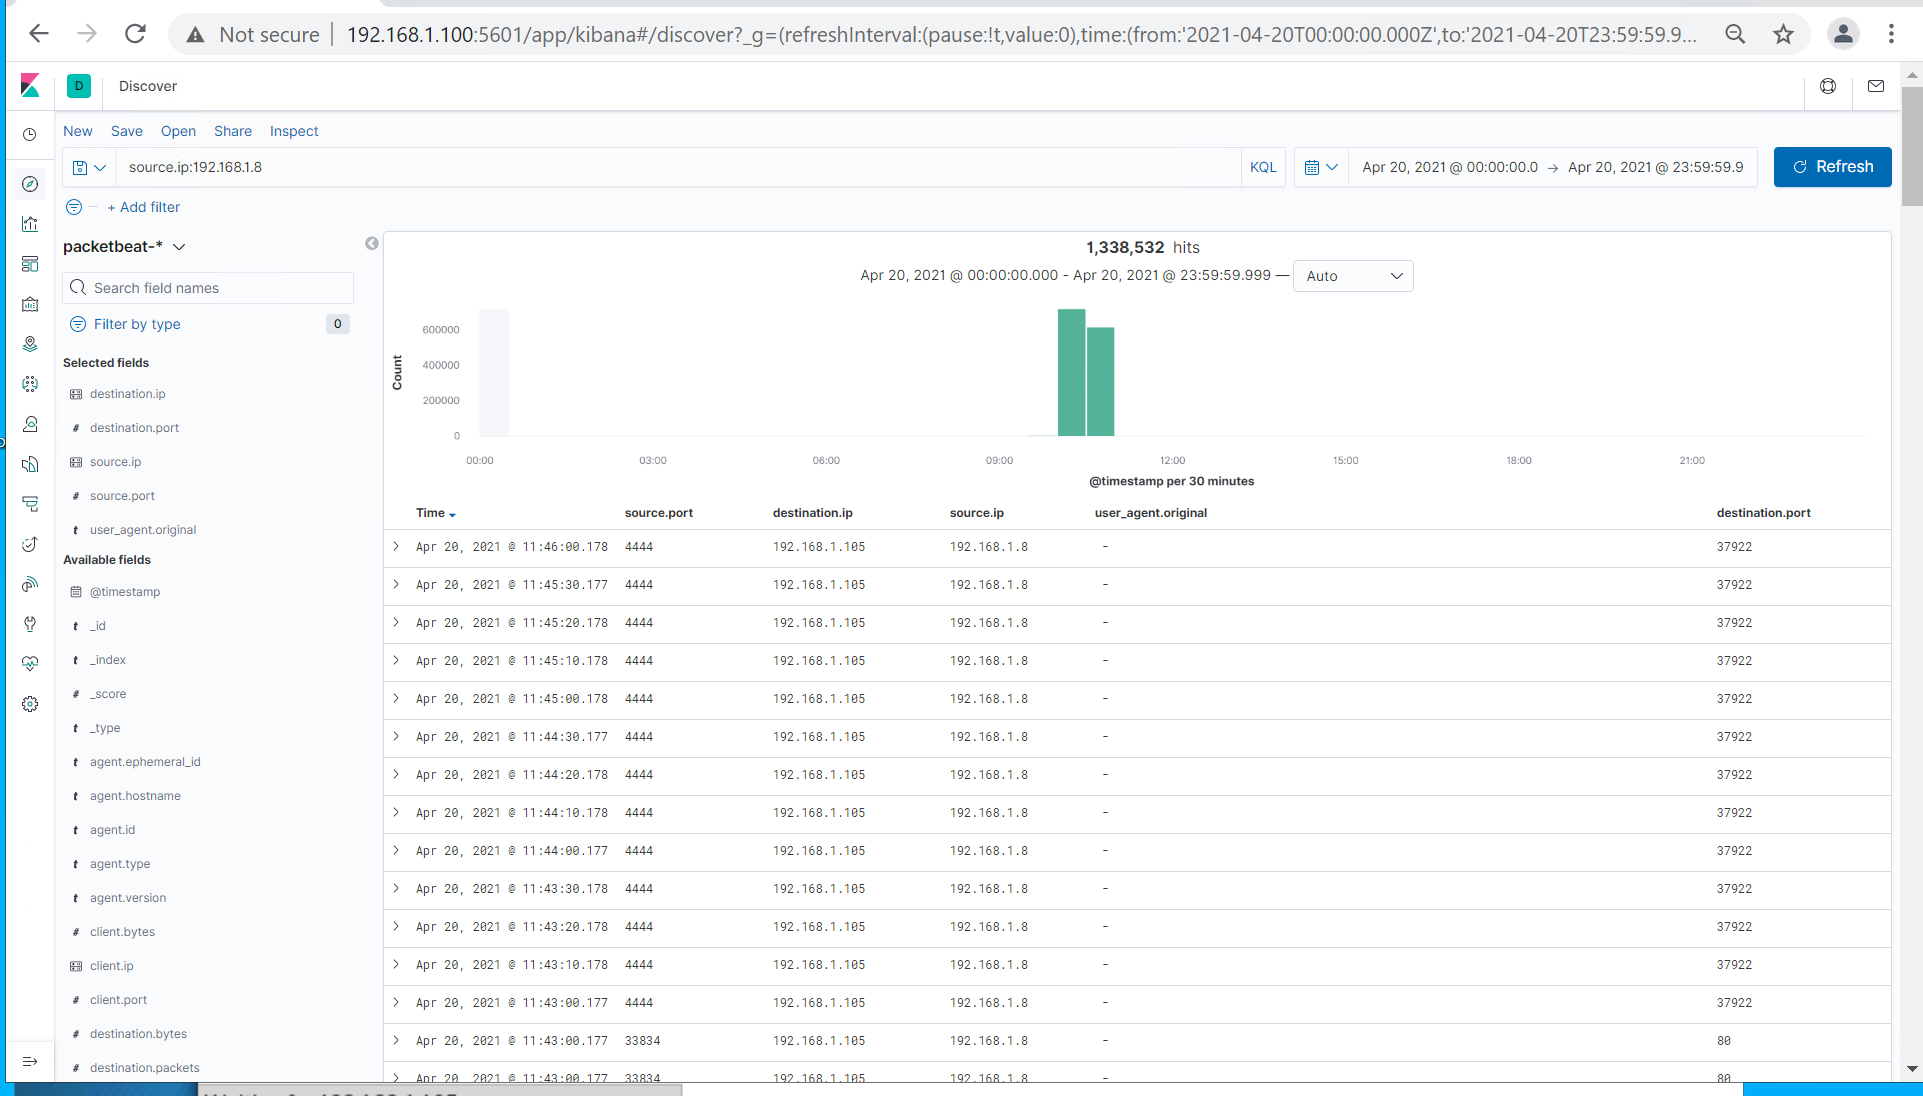 Not secure | 192.168.1.100:5601/app/kibana#/discover?_g=(refreshInterval:(pause:!t,value:0),time:(from:'2021-04-20T00:00:00.000Z',to:'2021-04-20T23:59:59.9...
D Discover
New Save Open Share Inspect
source.ip:192.168.1.8 KQL Apr 20, 2021 @ 00:00:00.0 → Apr 20, 2021 @ 23:59:59.9 Refresh
+ Add filter
packetbeat-*
Search field names
Filter by type 0
Selected fields
destination.ip
# destination.port
source.ip
# source.port
t user_agent.original
Available fields
@timestamp
t _id
t _index
# _score
t _type
t agent.ephemeral_id
t agent.hostname
t agent.id
t agent.type
t agent.version
# client.bytes
client.ip
# client.port
# destination.bytes
# destination.packets
1,338,532 hits
Apr 20, 2021 @ 00:00:00.000 - Apr 20, 2021 @ 23:59:59.999 — Auto
Count
600000
400000
200000
0
00:00 03:00 06:00 09:00 12:00 15:00 18:00 21:00
@timestamp per 30 minutes
Time source.port destination.ip source.ip user_agent.original destination.port
Apr 20, 2021 @ 11:46:00.178 4444 192.168.1.105 192.168.1.8 - 37922
Apr 20, 2021 @ 11:45:30.177 4444 192.168.1.105 192.168.1.8 - 37922
Apr 20, 2021 @ 11:45:20.178 4444 192.168.1.105 192.168.1.8 - 37922
Apr 20, 2021 @ 11:45:10.178 4444 192.168.1.105 192.168.1.8 - 37922
Apr 20, 2021 @ 11:45:00.178 4444 192.168.1.105 192.168.1.8 - 37922
Apr 20, 2021 @ 11:44:30.177 4444 192.168.1.105 192.168.1.8 - 37922
Apr 20, 2021 @ 11:44:20.178 4444 192.168.1.105 192.168.1.8 - 37922
Apr 20, 2021 @ 11:44:10.178 4444 192.168.1.105 192.168.1.8 - 37922
Apr 20, 2021 @ 11:44:00.177 4444 192.168.1.105 192.168.1.8 - 37922
Apr 20, 2021 @ 11:43:30.178 4444 192.168.1.105 192.168.1.8 - 37922
Apr 20, 2021 @ 11:43:20.178 4444 192.168.1.105 192.168.1.8 - 37922
Apr 20, 2021 @ 11:43:10.178 4444 192.168.1.105 192.168.1.8 - 37922
Apr 20, 2021 @ 11:43:00.177 4444 192.168.1.105 192.168.1.8 - 37922
Apr 20, 2021 @ 11:43:00.177 33834 192.168.1.105 192.168.1.8 - 80
Apr 20, 2021 @ 11:43:00.177 33834 192.168.1.105 192.168.1.8 - 80